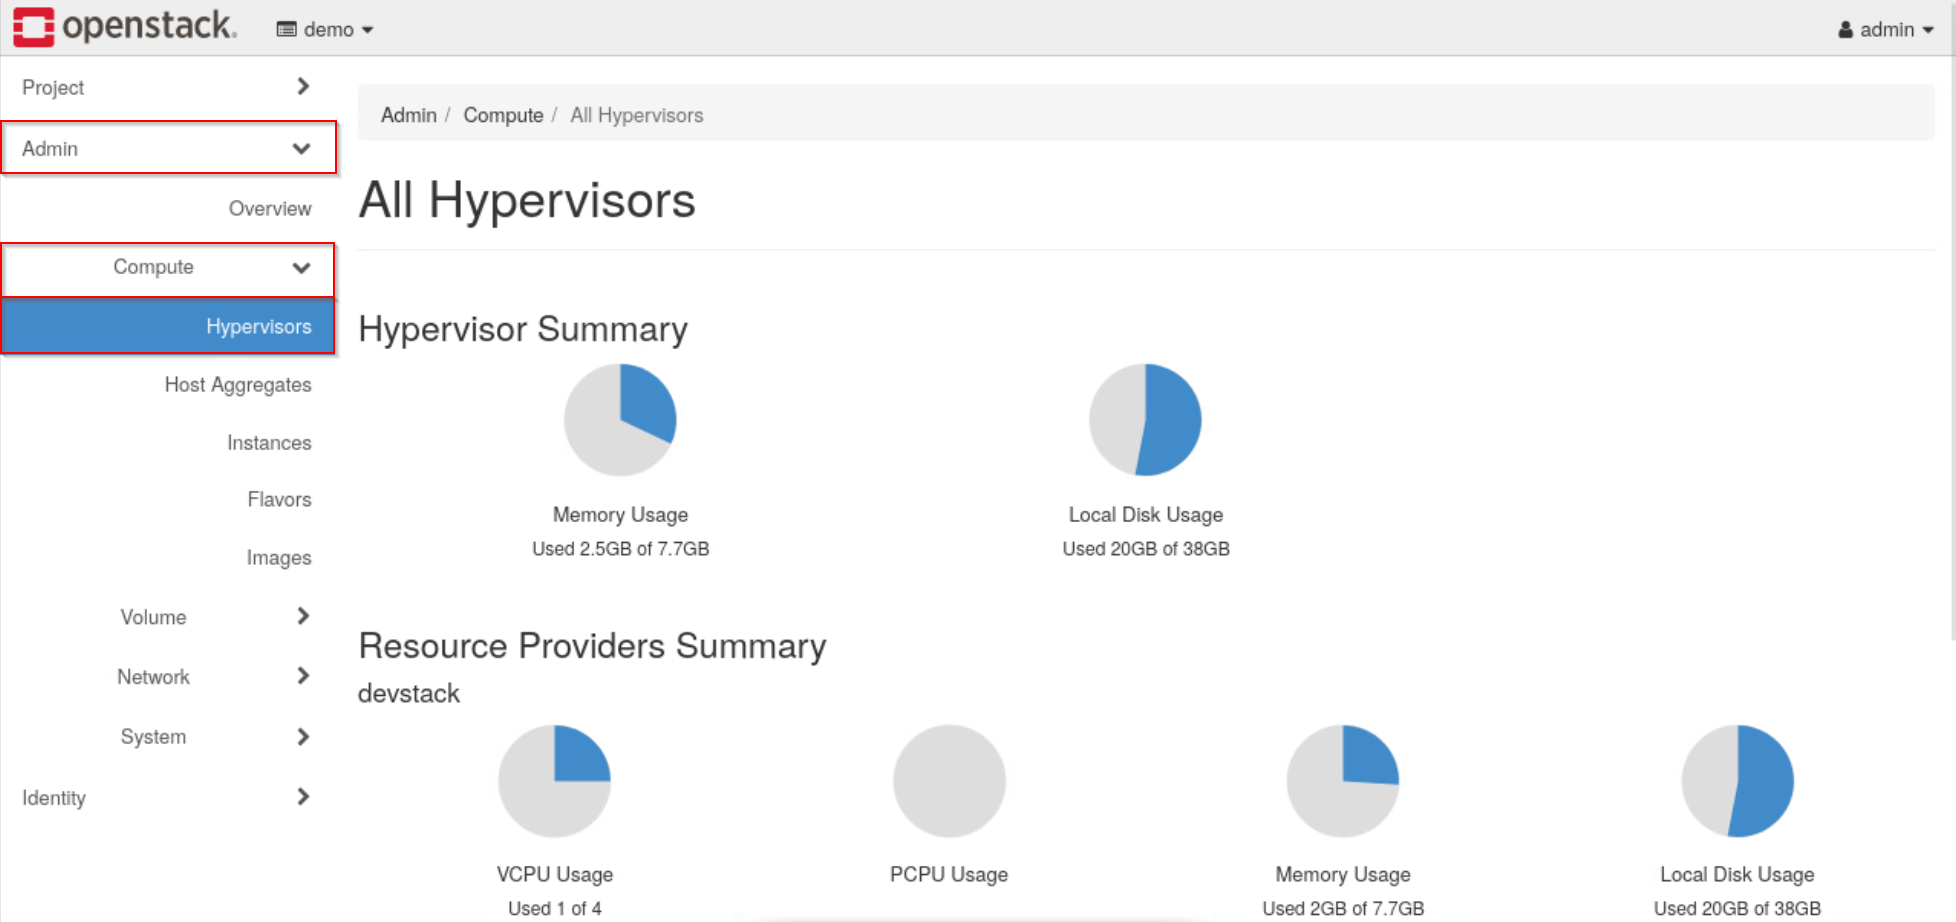 openstack. demo admin
Project
Admin
Overview
Compute
Hypervisors
Host Aggregates
Instances
Flavors
Images
Volume
Network
System
Identity
Admin / Compute / All Hypervisors
All Hypervisors
Hypervisor Summary
Memory Usage
Used 2.5GB of 7.7GB
Local Disk Usage
Used 20GB of 38GB
Resource Providers Summary
devstack
VCPU Usage
Used 1 of 4
PCPU Usage
Memory Usage
Used 2GB of 7.7GB
Local Disk Usage
Used 20GB of 38GB